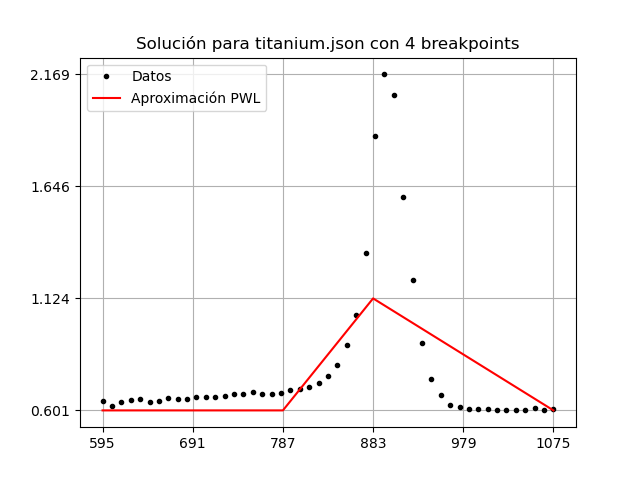 Solución para titanium.json con 4 breakpoints
Datos
Aproximación PWL
2.169
1.646
1.124
0.601
595 691 787 883 979 1075